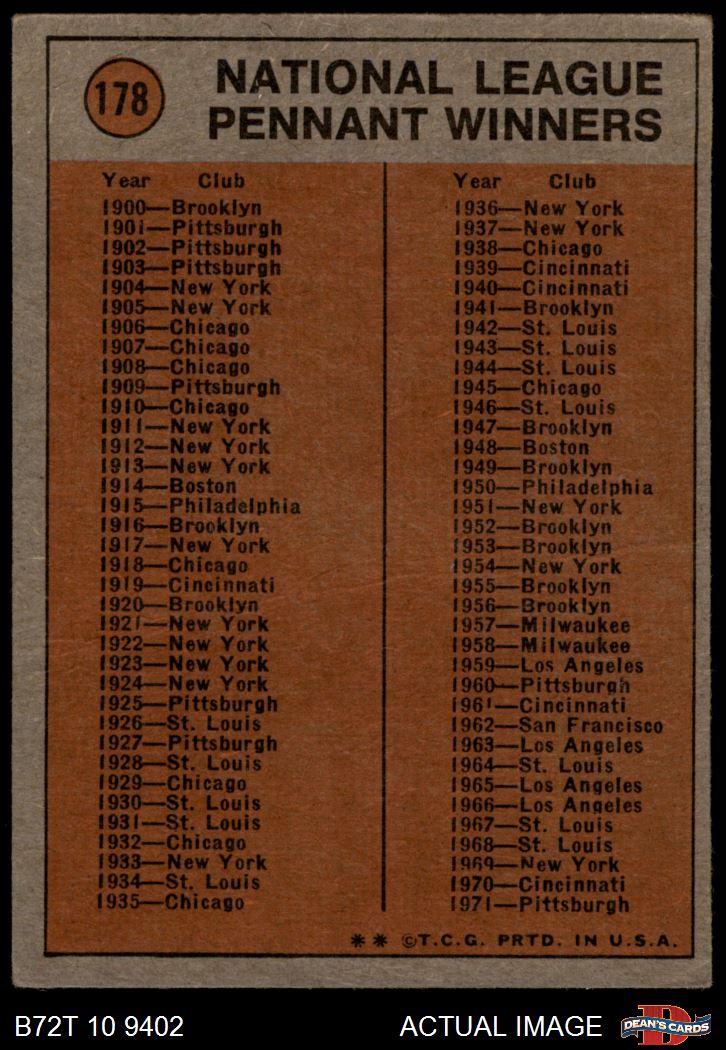 178
NATIONAL LEAGUE
PENNANT WINNERS
Year Club
1900—Brooklyn
1901—Pittsburgh
1902—Pittsburgh
1903—Pittsburgh
1904—New York
1905—New York
1906—Chicago
1907—Chicago
1908—Chicago
1909—Pittsburgh
1910—Chicago
1911—New York
1912—New York
1913—New York
1914—Boston
1915—Philadelphia
1916—Brooklyn
1917—New York
1918—Chicago
1919—Cincinnati
1920—Brooklyn
1921—New York
1922—New York
1923—New York
1924—New York
1925—Pittsburgh
1926—St. Louis
1927—Pittsburgh
1928—St. Louis
1929—Chicago
1930—St. Louis
1931—St. Louis
1932—Chicago
1933—New York
1934—St. Louis
1935—Chicago
Year Club
1936—New York
1937—New York
1938—Chicago
1939—Cincinnati
1940—Cincinnati
1941—Brooklyn
1942—St. Louis
1943—St. Louis
1944—St. Louis
1945—Chicago
1946—St. Louis
1947—Brooklyn
1948—Boston
1949—Brooklyn
1950—Philadelphia
1951—New York
1952—Brooklyn
1953—Brooklyn
1954—New York
1955—Brooklyn
1956—Brooklyn
1957—Milwaukee
1958—Milwaukee
1959—Los Angeles
1960—Pittsburgh
1961—Cincinnati
1962—San Francisco
1963—Los Angeles
1964—St. Louis
1965—Los Angeles
1966—Los Angeles
1967—St. Louis
1968—St. Louis
1969—New York
1970—Cincinnati
1971—Pittsburgh
** ©T.C.G. PRTD. IN U.S.A.
B72T 10 9402 ACTUAL IMAGE
D
DEAN'S CARDS